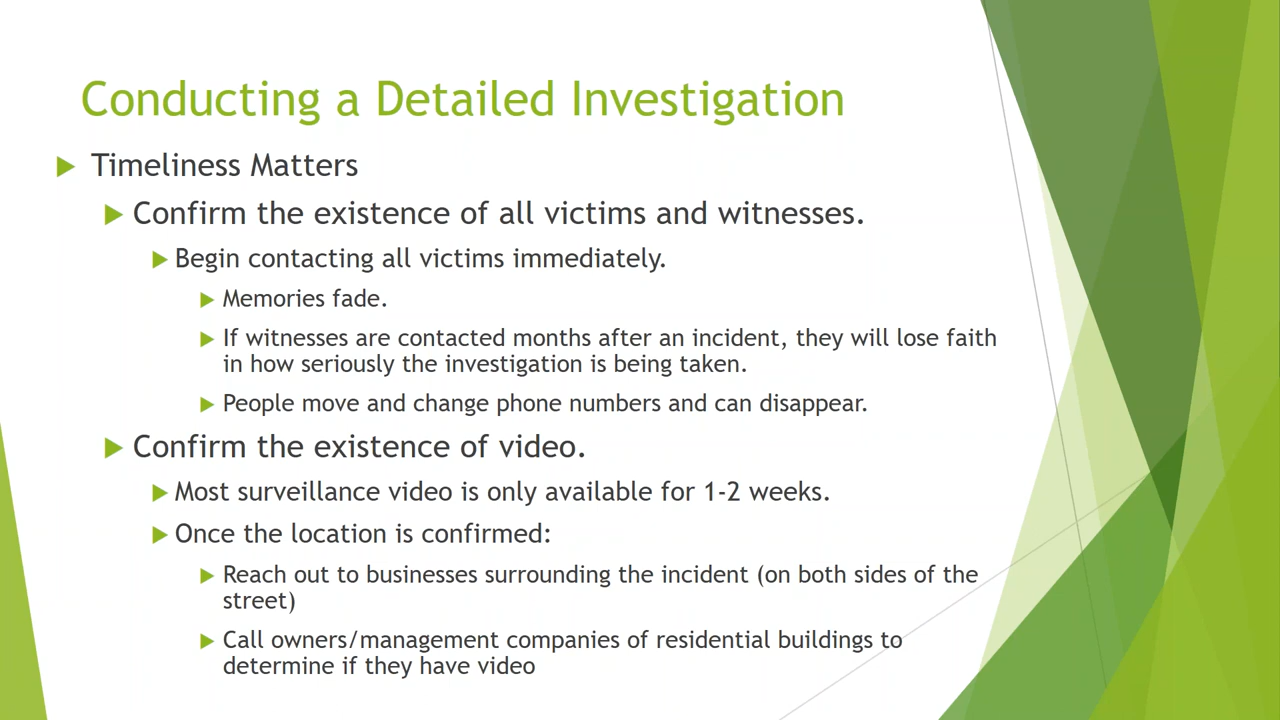 Conducting a Detailed Investigation
Timeliness Matters
Confirm the existence of all victims and witnesses.
Begin contacting all victims immediately.
Memories fade.
If witnesses are contacted months after an incident, they will lose faith
in how seriously the investigation is being taken.
People move and change phone numbers and can disappear.
Confirm the existence of video.
Most surveillance video is only available for 1-2 weeks.
Once the location is confirmed:
Reach out to businesses surrounding the incident (on both sides of the
street)
Call owners/management companies of residential buildings to
determine if they have video